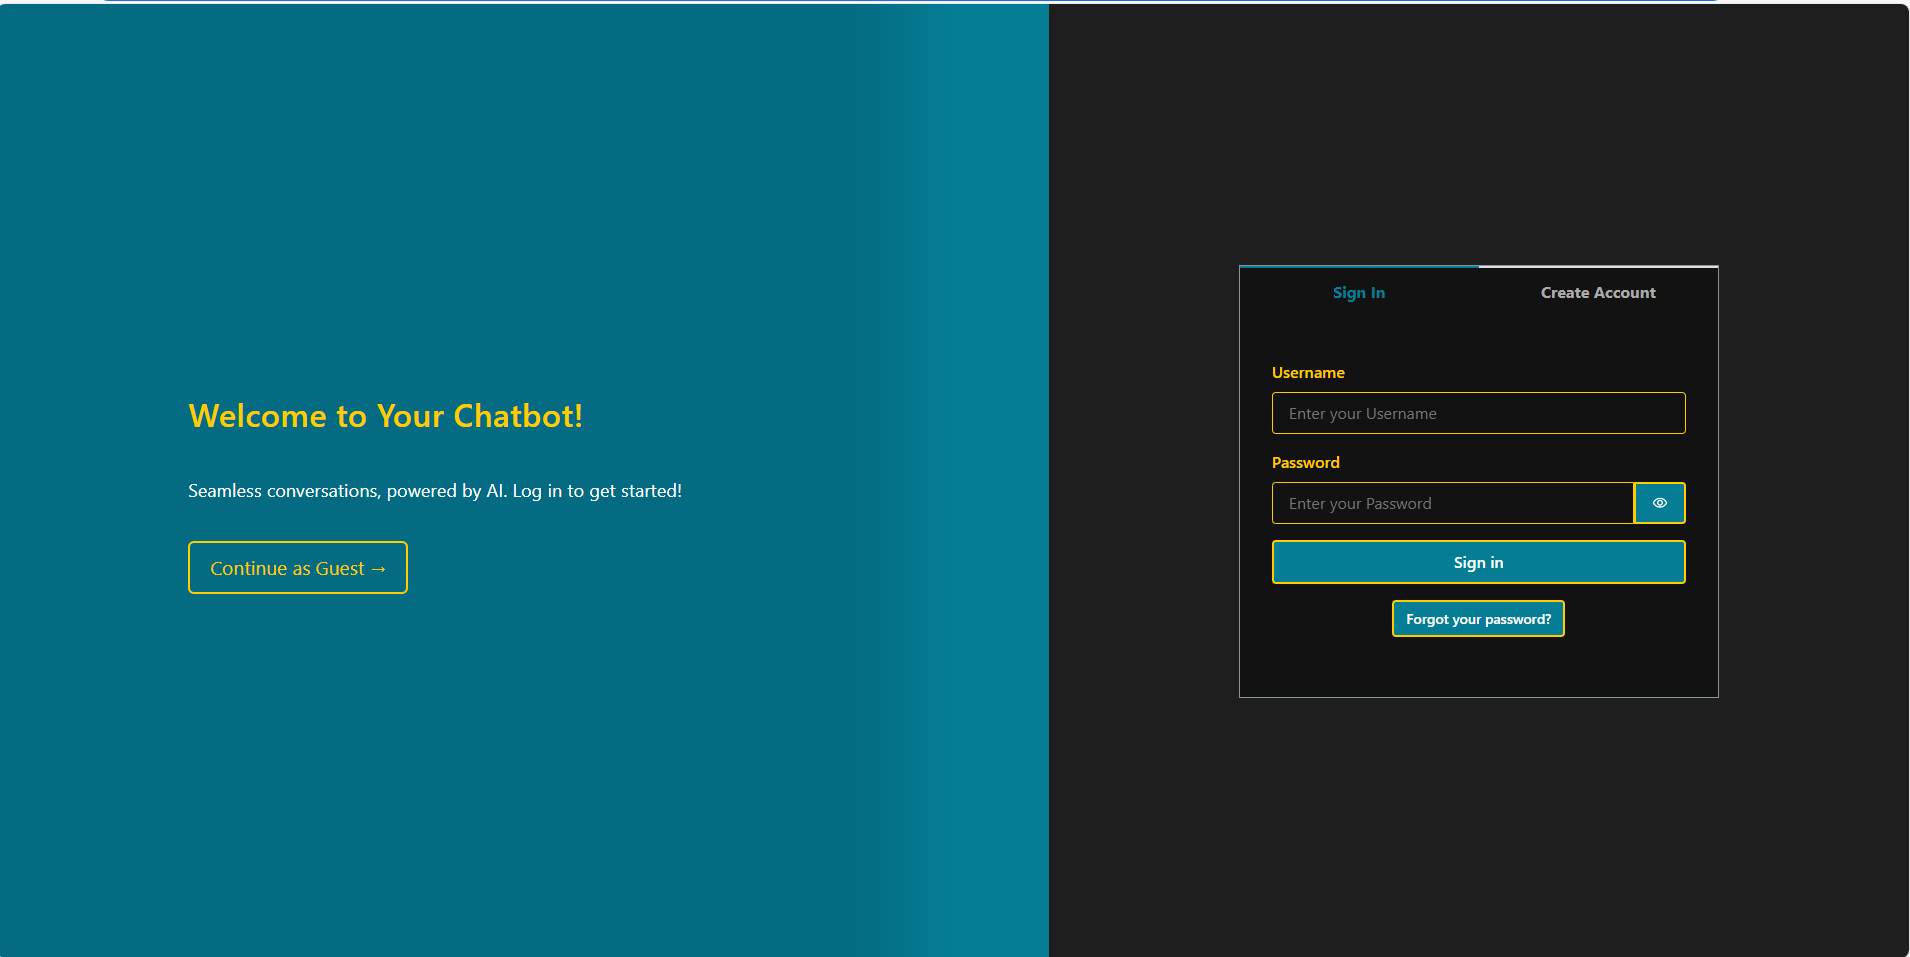 Welcome to Your Chatbot!
Seamless conversations, powered by AI. Log in to get started!
Continue as Guest →
Sign In
Create Account
Username
Enter your Username
Password
Enter your Password
Sign in
Forgot your password?